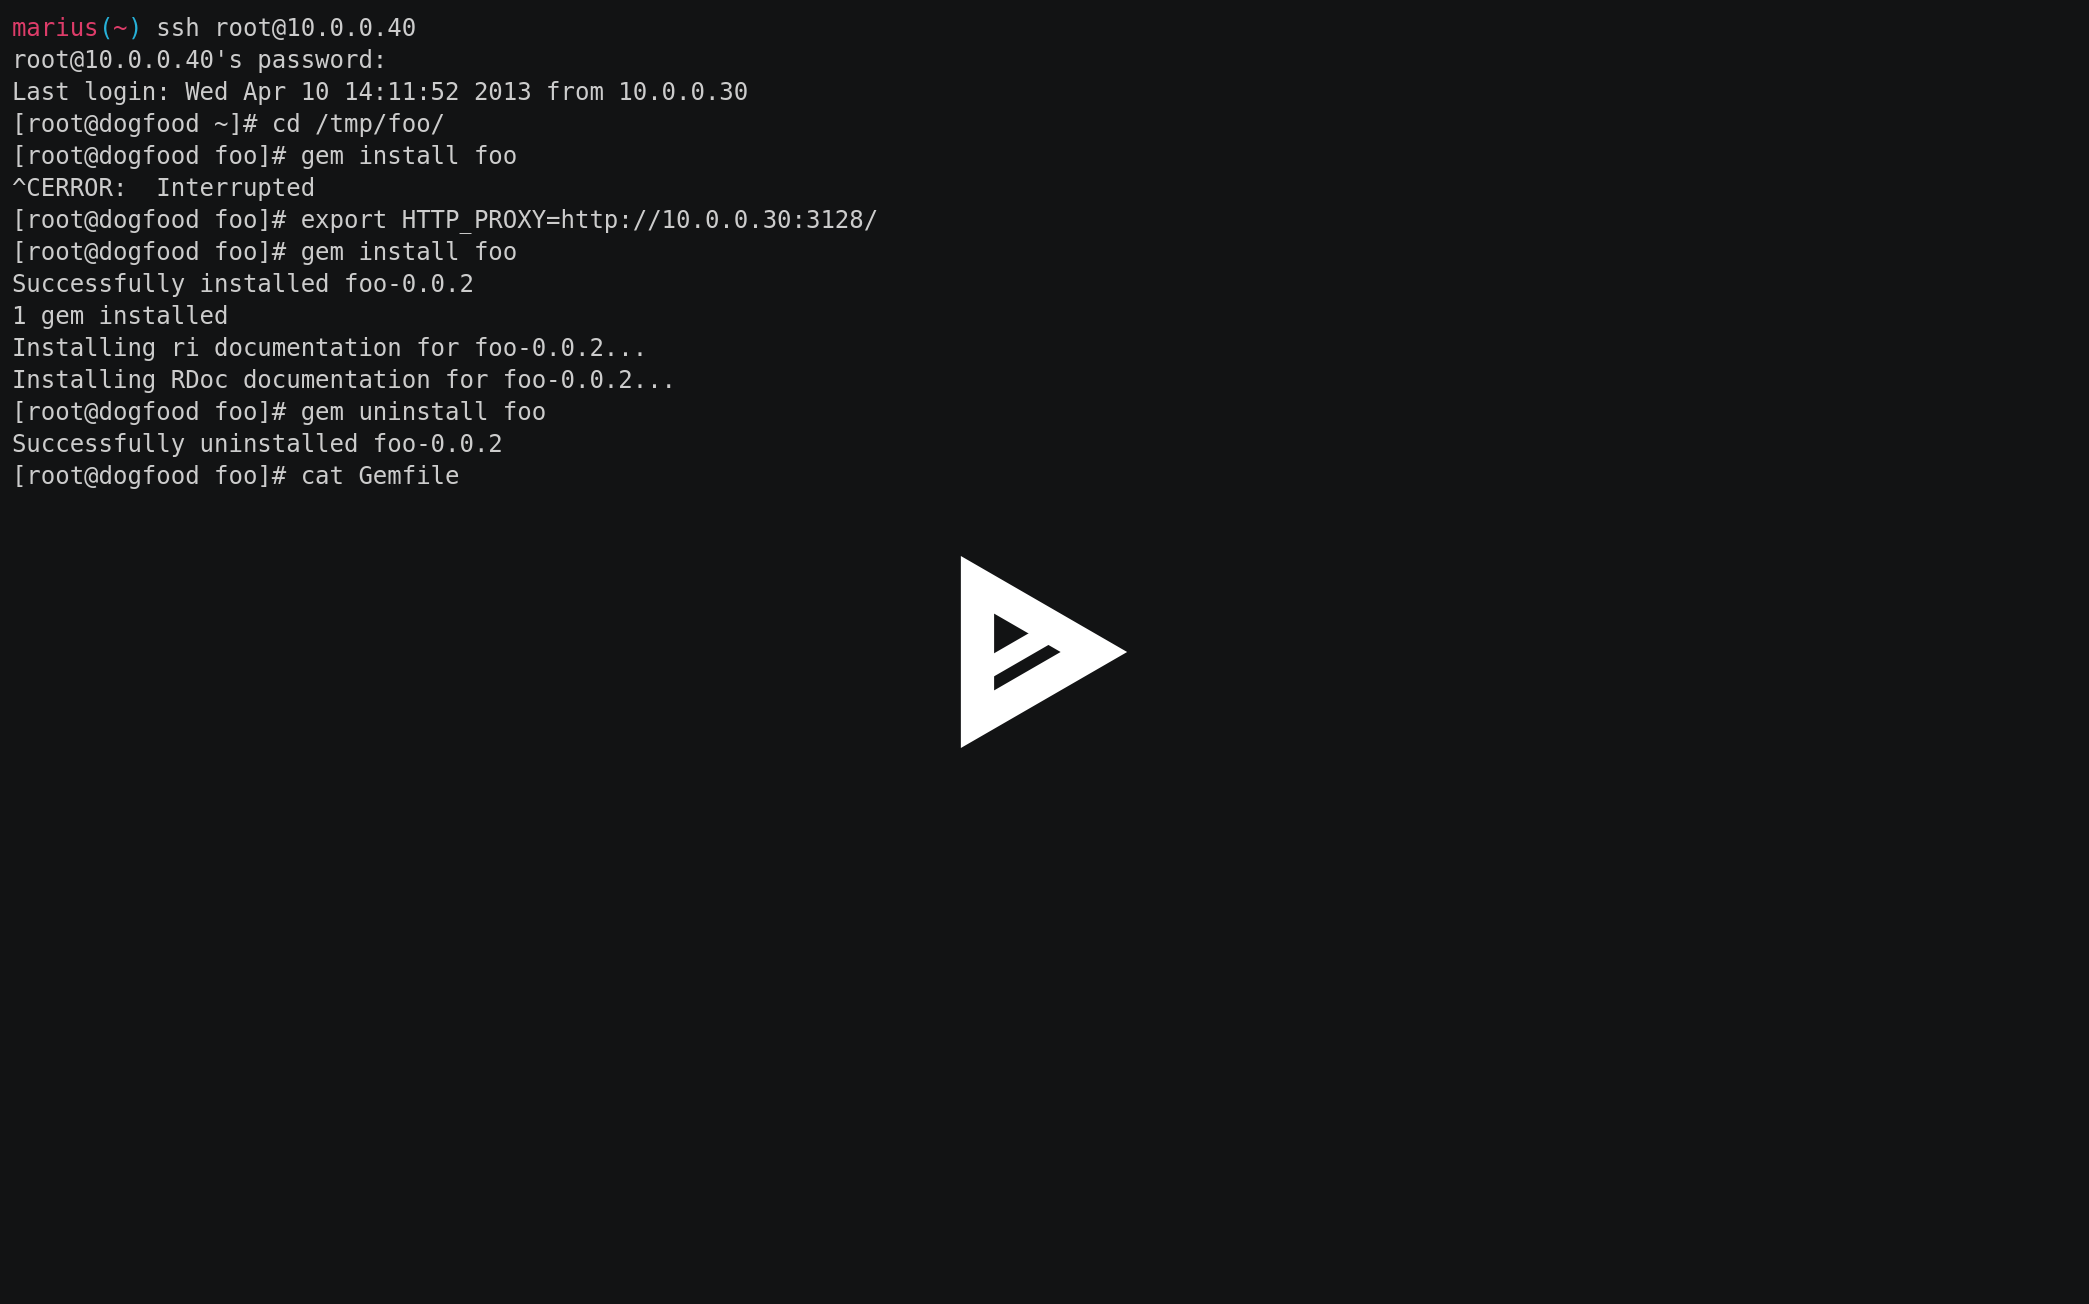 marius(~) ssh root@10.0.0.40
root@10.0.0.40's password:
Last login: Wed Apr 10 14:11:52 2013 from 10.0.0.30
[root@dogfood ~]# cd /tmp/foo/
[root@dogfood foo]# gem install foo
^CERROR:  Interrupted
[root@dogfood foo]# export HTTP_PROXY=http://10.0.0.30:3128/
[root@dogfood foo]# gem install foo
Successfully installed foo-0.0.2
1 gem installed
Installing ri documentation for foo-0.0.2...
Installing RDoc documentation for foo-0.0.2...
[root@dogfood foo]# gem uninstall foo
Successfully uninstalled foo-0.0.2
[root@dogfood foo]# cat Gemfile